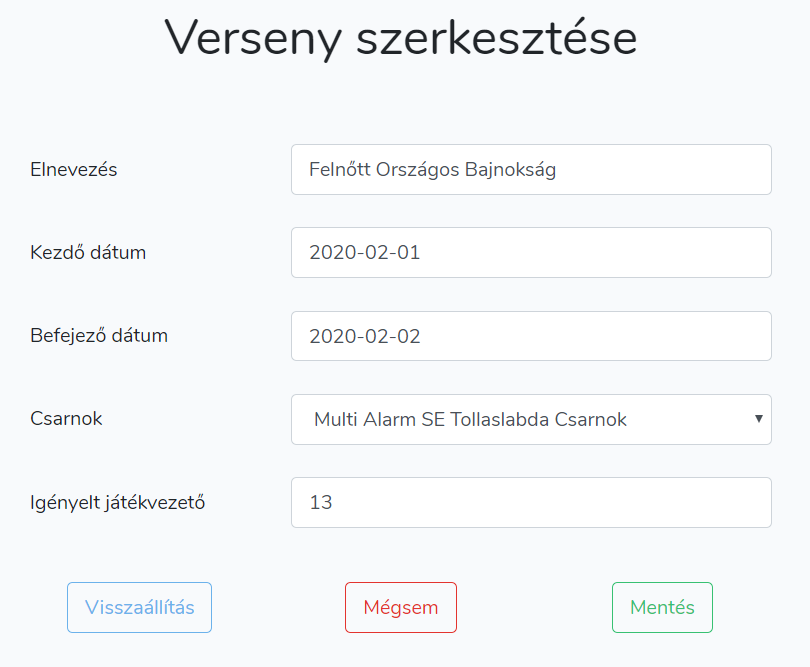 Verseny szerkesztése
Elnevezés
Felnőtt Országos Bajnokság
Kezdő dátum
2020-02-01
Befejező dátum
2020-02-02
Csarnok
Multi Alarm SE Tollaslabda Csarnok
Igényelt játékvezető
13
Visszaállítás
Mégsem
Mentés